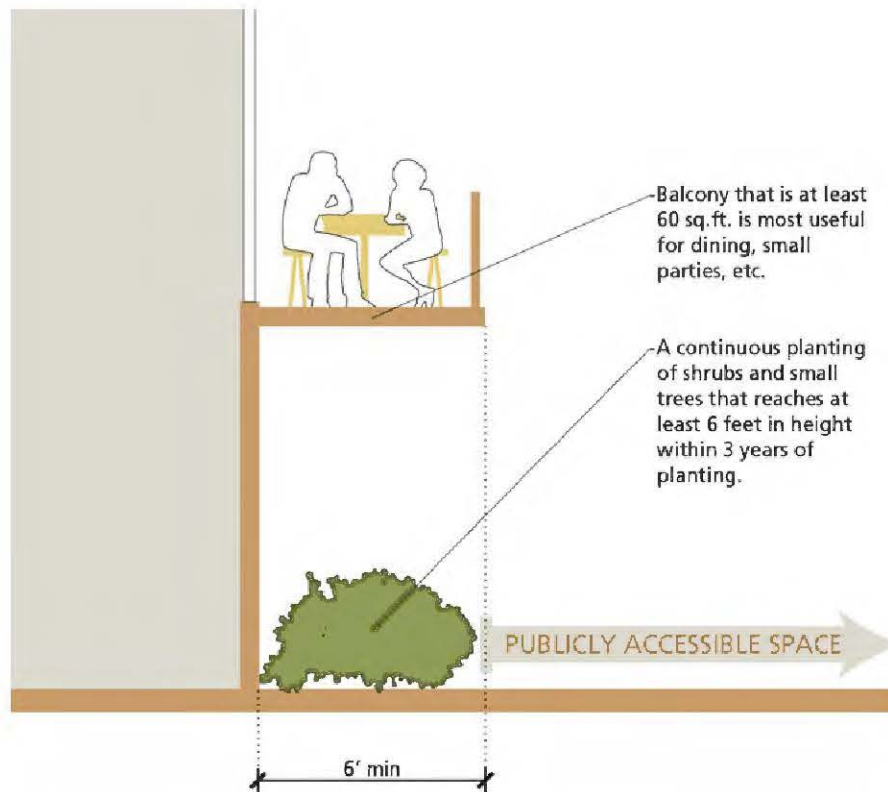 Balcony that is at least
60 sq.ft. is most useful
for dining, small
parties, etc.
A continuous planting
of shrubs and small
trees that reaches at
least 6 feet in height
within 3 years of
planting.
PUBLICLY ACCESSIBLE SPACE
6' min